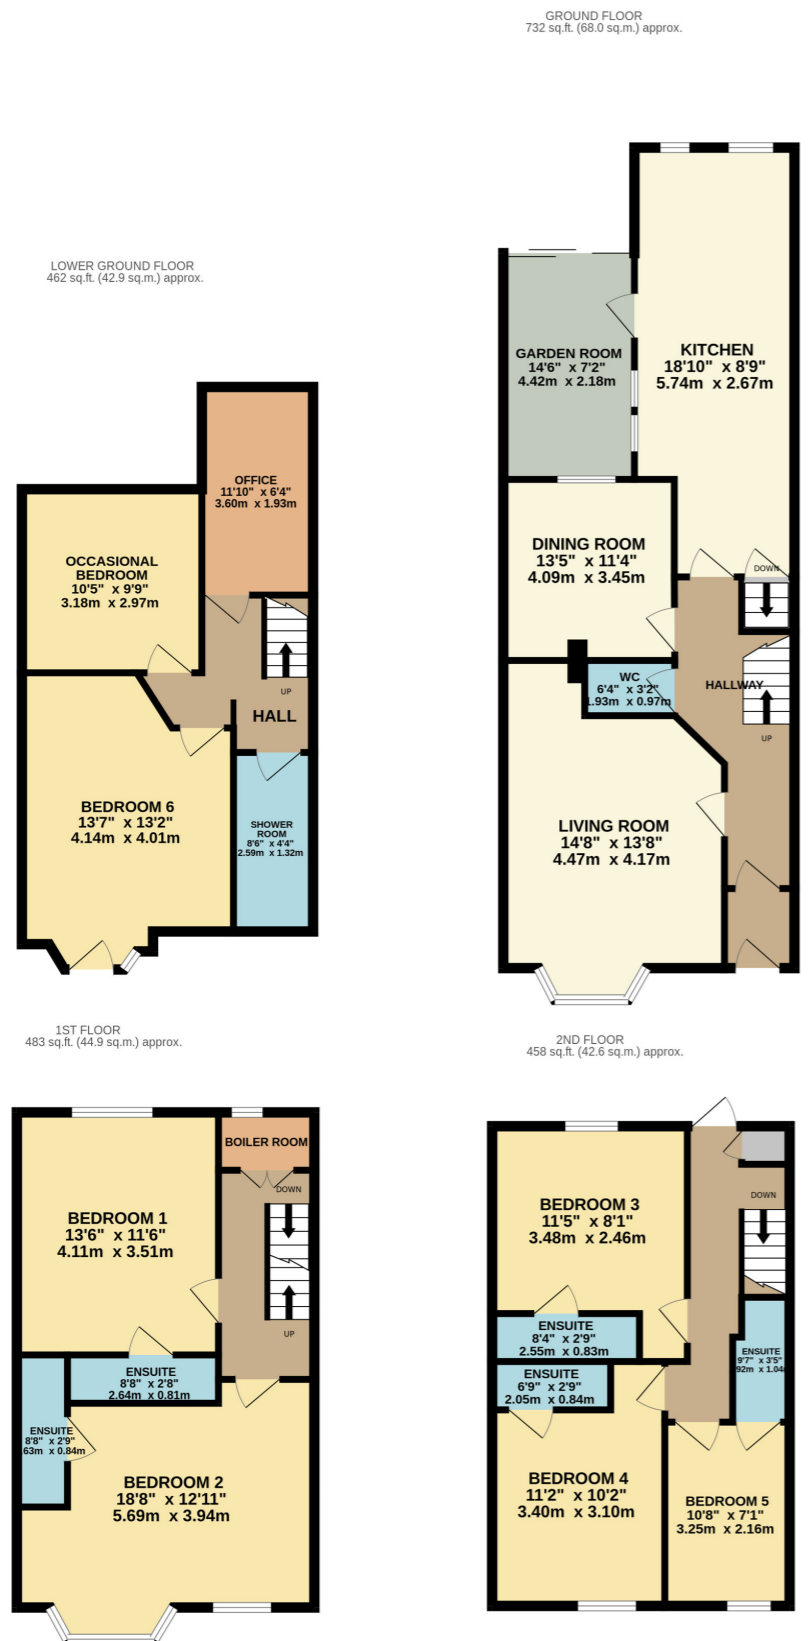 GROUND FLOOR
732 sq.ft. (68.0 sq.m.) approx.
KITCHEN
18'10" x 8'9"
5.74m x 2.67m
GARDEN ROOM
14'6" x 7'2"
4.42m x 2.18m
DINING ROOM
13'5" x 11'4"
4.09m x 3.45m
DOWN
WC
6'4" x 3'2"
1.93m x 0.97m
HALLWAY
UP
LIVING ROOM
14'8" x 13'8"
4.47m x 4.17m
LOWER GROUND FLOOR
462 sq.ft. (42.9 sq.m.) approx.
OFFICE
11'10" x 6'4"
3.60m x 1.93m
OCCASIONAL
BEDROOM
10'5" x 9'9"
3.18m x 2.97m
UP
HALL
BEDROOM 6
13'7" x 13'2"
4.14m x 4.01m
SHOWER
ROOM
8'6" x 4'4"
2.59m x 1.32m
1ST FLOOR
483 sq.ft. (44.9 sq.m.) approx.
BOILER ROOM
DOWN
BEDROOM 1
13'6" x 11'6"
4.11m x 3.51m
UP
ENSUITE
8'8" x 2'8"
2.64m x 0.81m
ENSUITE
8'8" x 2'9"
63m x 0.84m
BEDROOM 2
18'8" x 12'11"
5.69m x 3.94m
2ND FLOOR
458 sq.ft. (42.6 sq.m.) approx.
BEDROOM 3
11'5" x 8'1"
3.48m x 2.46m
DOWN
ENSUITE
8'4" x 2'9"
2.55m x 0.83m
ENSUITE
9'7" x 3'5"
92m x 1.04
ENSUITE
6'9" x 2'9"
2.05m x 0.84m
BEDROOM 4
11'2" x 10'2"
3.40m x 3.10m
BEDROOM 5
10'8" x 7'1"
3.25m x 2.16m